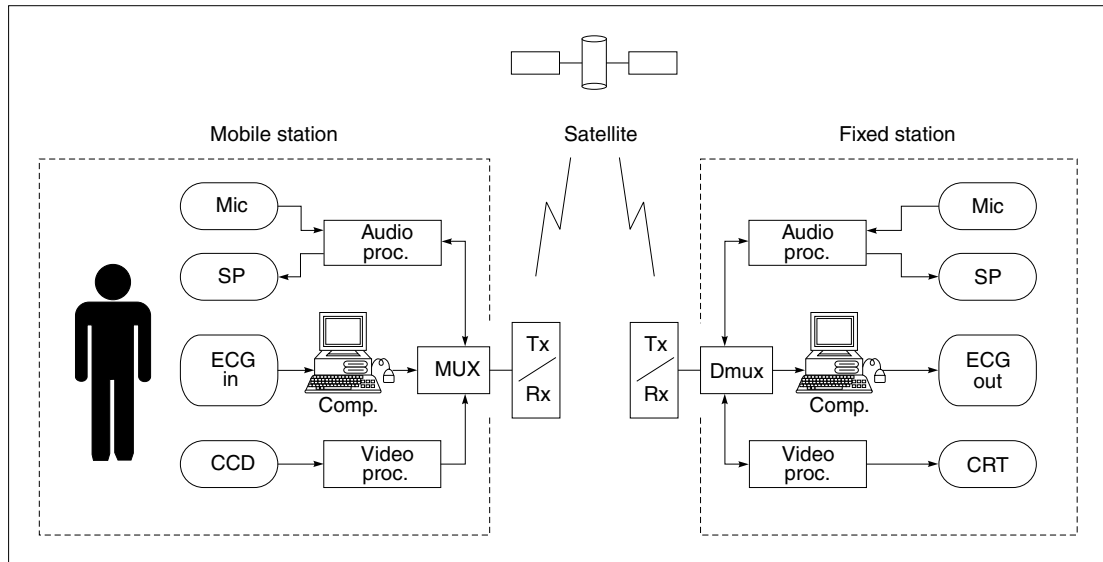 Mobile station
Satellite
Fixed station
Mic
Audio
proc.
SP
ECG
in
Comp.
MUX
Tx
Rx
CCD
Video
proc.
Tx
Rx
Dmux
Audio
proc.
Mic
SP
Comp.
ECG
out
Video
proc.
CRT